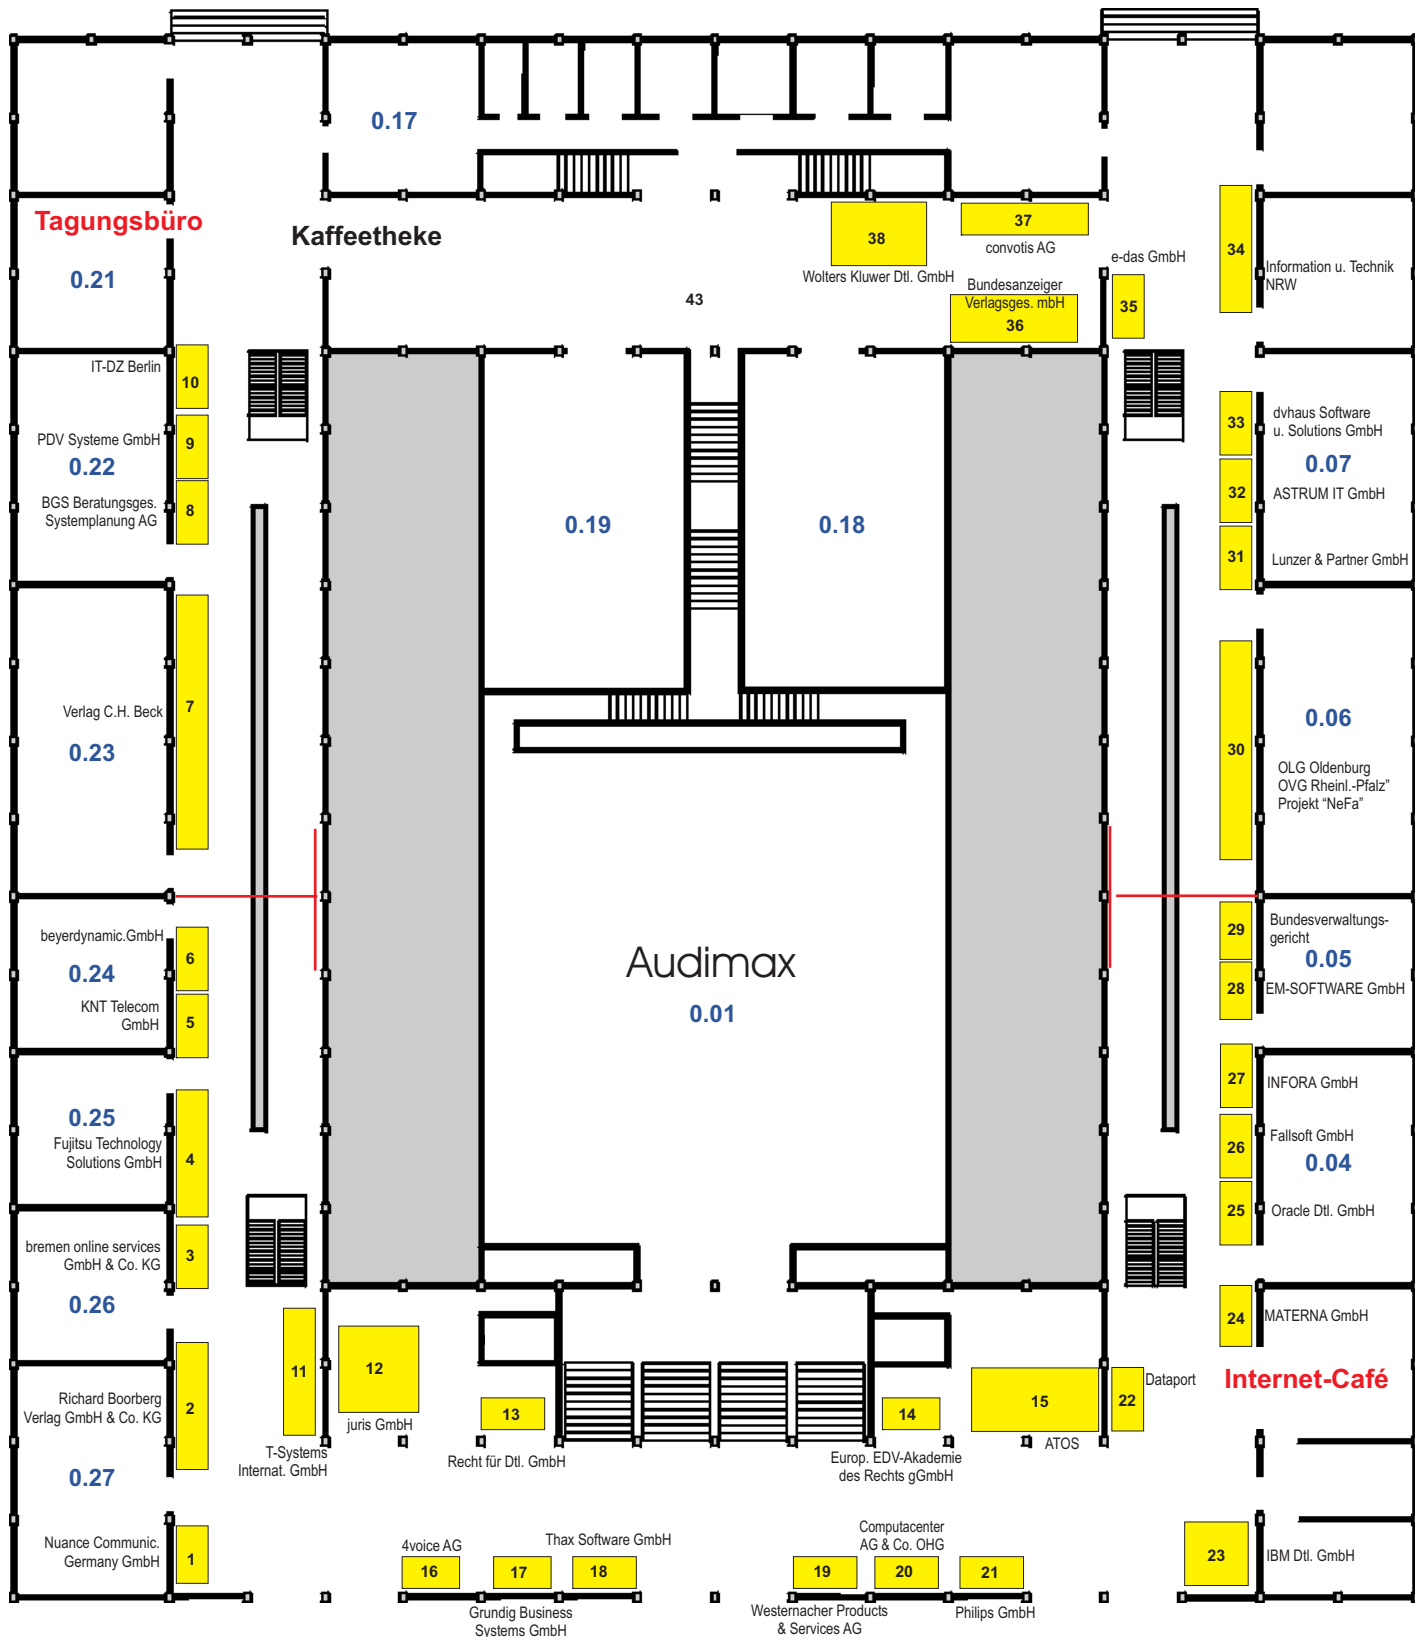 0.17
Tagungsbüro
Kaffeetheke
0.21
38
Wolters Kluwer Dtl. GmbH
37
convotis AG
e-das GmbH
34
Information u. Technik
NRW
43
Bundesanzeiger
Verlagsges. mbH
36
35
IT-DZ Berlin
10
PDV Systeme GmbH
9
0.22
BGS Beratungsges.
Systemplanung AG
8
33
dvhaus Software
u. Solutions GmbH
0.07
32
ASTRUM IT GmbH
31
Lunzer & Partner GmbH
0.19
0.18
Verlag C.H. Beck
7
0.23
0.06
30
OLG Oldenburg
OVG Rheinl.-Pfalz”
Projekt “NeFa”
beyerdynamic.GmbH
6
0.24
KNT Telecom
GmbH
5
Audimax
0.01
29
Bundesverwaltungs-
gericht
0.05
28
EM-SOFTWARE GmbH
0.25
Fujitsu Technology
Solutions GmbH
4
27
INFORA GmbH
26
Fallsoft GmbH
0.04
25
Oracle Dtl. GmbH
bremen online services
GmbH & Co. KG
3
0.26
24
MATERNA GmbH
11
T-Systems
Internat. GmbH
12
juris GmbH
13
Recht für Dtl. GmbH
14
Europ. EDV-Akademie
des Rechts gGmbH
15
ATOS
22
Dataport
Internet-Café
Richard Boorberg
Verlag GmbH & Co. KG
2
0.27
Nuance Communic.
Germany GmbH
1
4voice AG
16
17
Grundig Business
Systems GmbH
Thax Software GmbH
18
19
Westernacher Products
& Services AG
Computacenter
AG & Co. OHG
20
21
Philips GmbH
23
IBM Dtl. GmbH